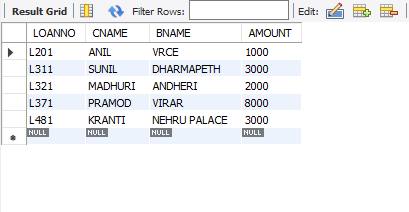 Result Grid Filter Rows: Edit:
LOANNO CNAME BNAME AMOUNT
L201 ANIL VRCE 1000
L311 SUNIL DHARMAPETH 3000
L321 MADHURI ANDHERI 2000
L371 PRAMOD VIRAR 8000
L481 KRANTI NEHRU PALACE 3000
NULL NULL NULL NULL